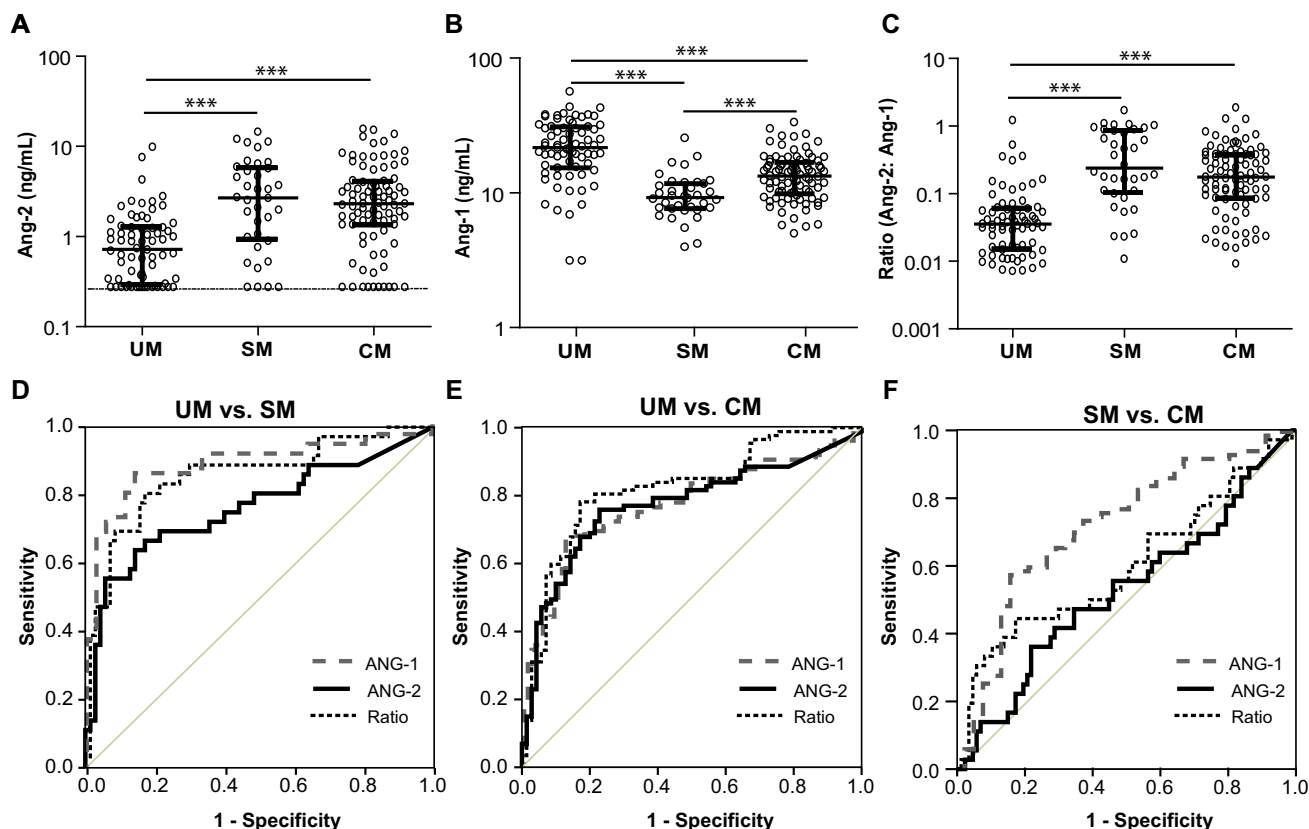 A
B
C
Ang-2 (ng/mL)
100
10
1
0.1
***
***
UM SM CM
Ang-1 (ng/mL)
100
10
1
***
***
***
UM SM CM
Ratio (Ang-2: Ang-1)
10
1
0.1
0.01
0.001
***
***
UM SM CM
D
UM vs. SM
Sensitivity
1.0
0.8
0.6
0.4
0.2
0.0
ANG-1
ANG-2
Ratio
0.0 0.2 0.4 0.6 0.8 1.0
1 - Specificity
E
UM vs. CM
Sensitivity
1.0
0.8
0.6
0.4
0.2
0.0
ANG-1
ANG-2
Ratio
0.0 0.2 0.4 0.6 0.8 1.0
1 - Specificity
F
SM vs. CM
Sensitivity
1.0
0.8
0.6
0.4
0.2
0.0
ANG-1
ANG-2
Ratio
0.0 0.2 0.4 0.6 0.8 1.0
1 - Specificity